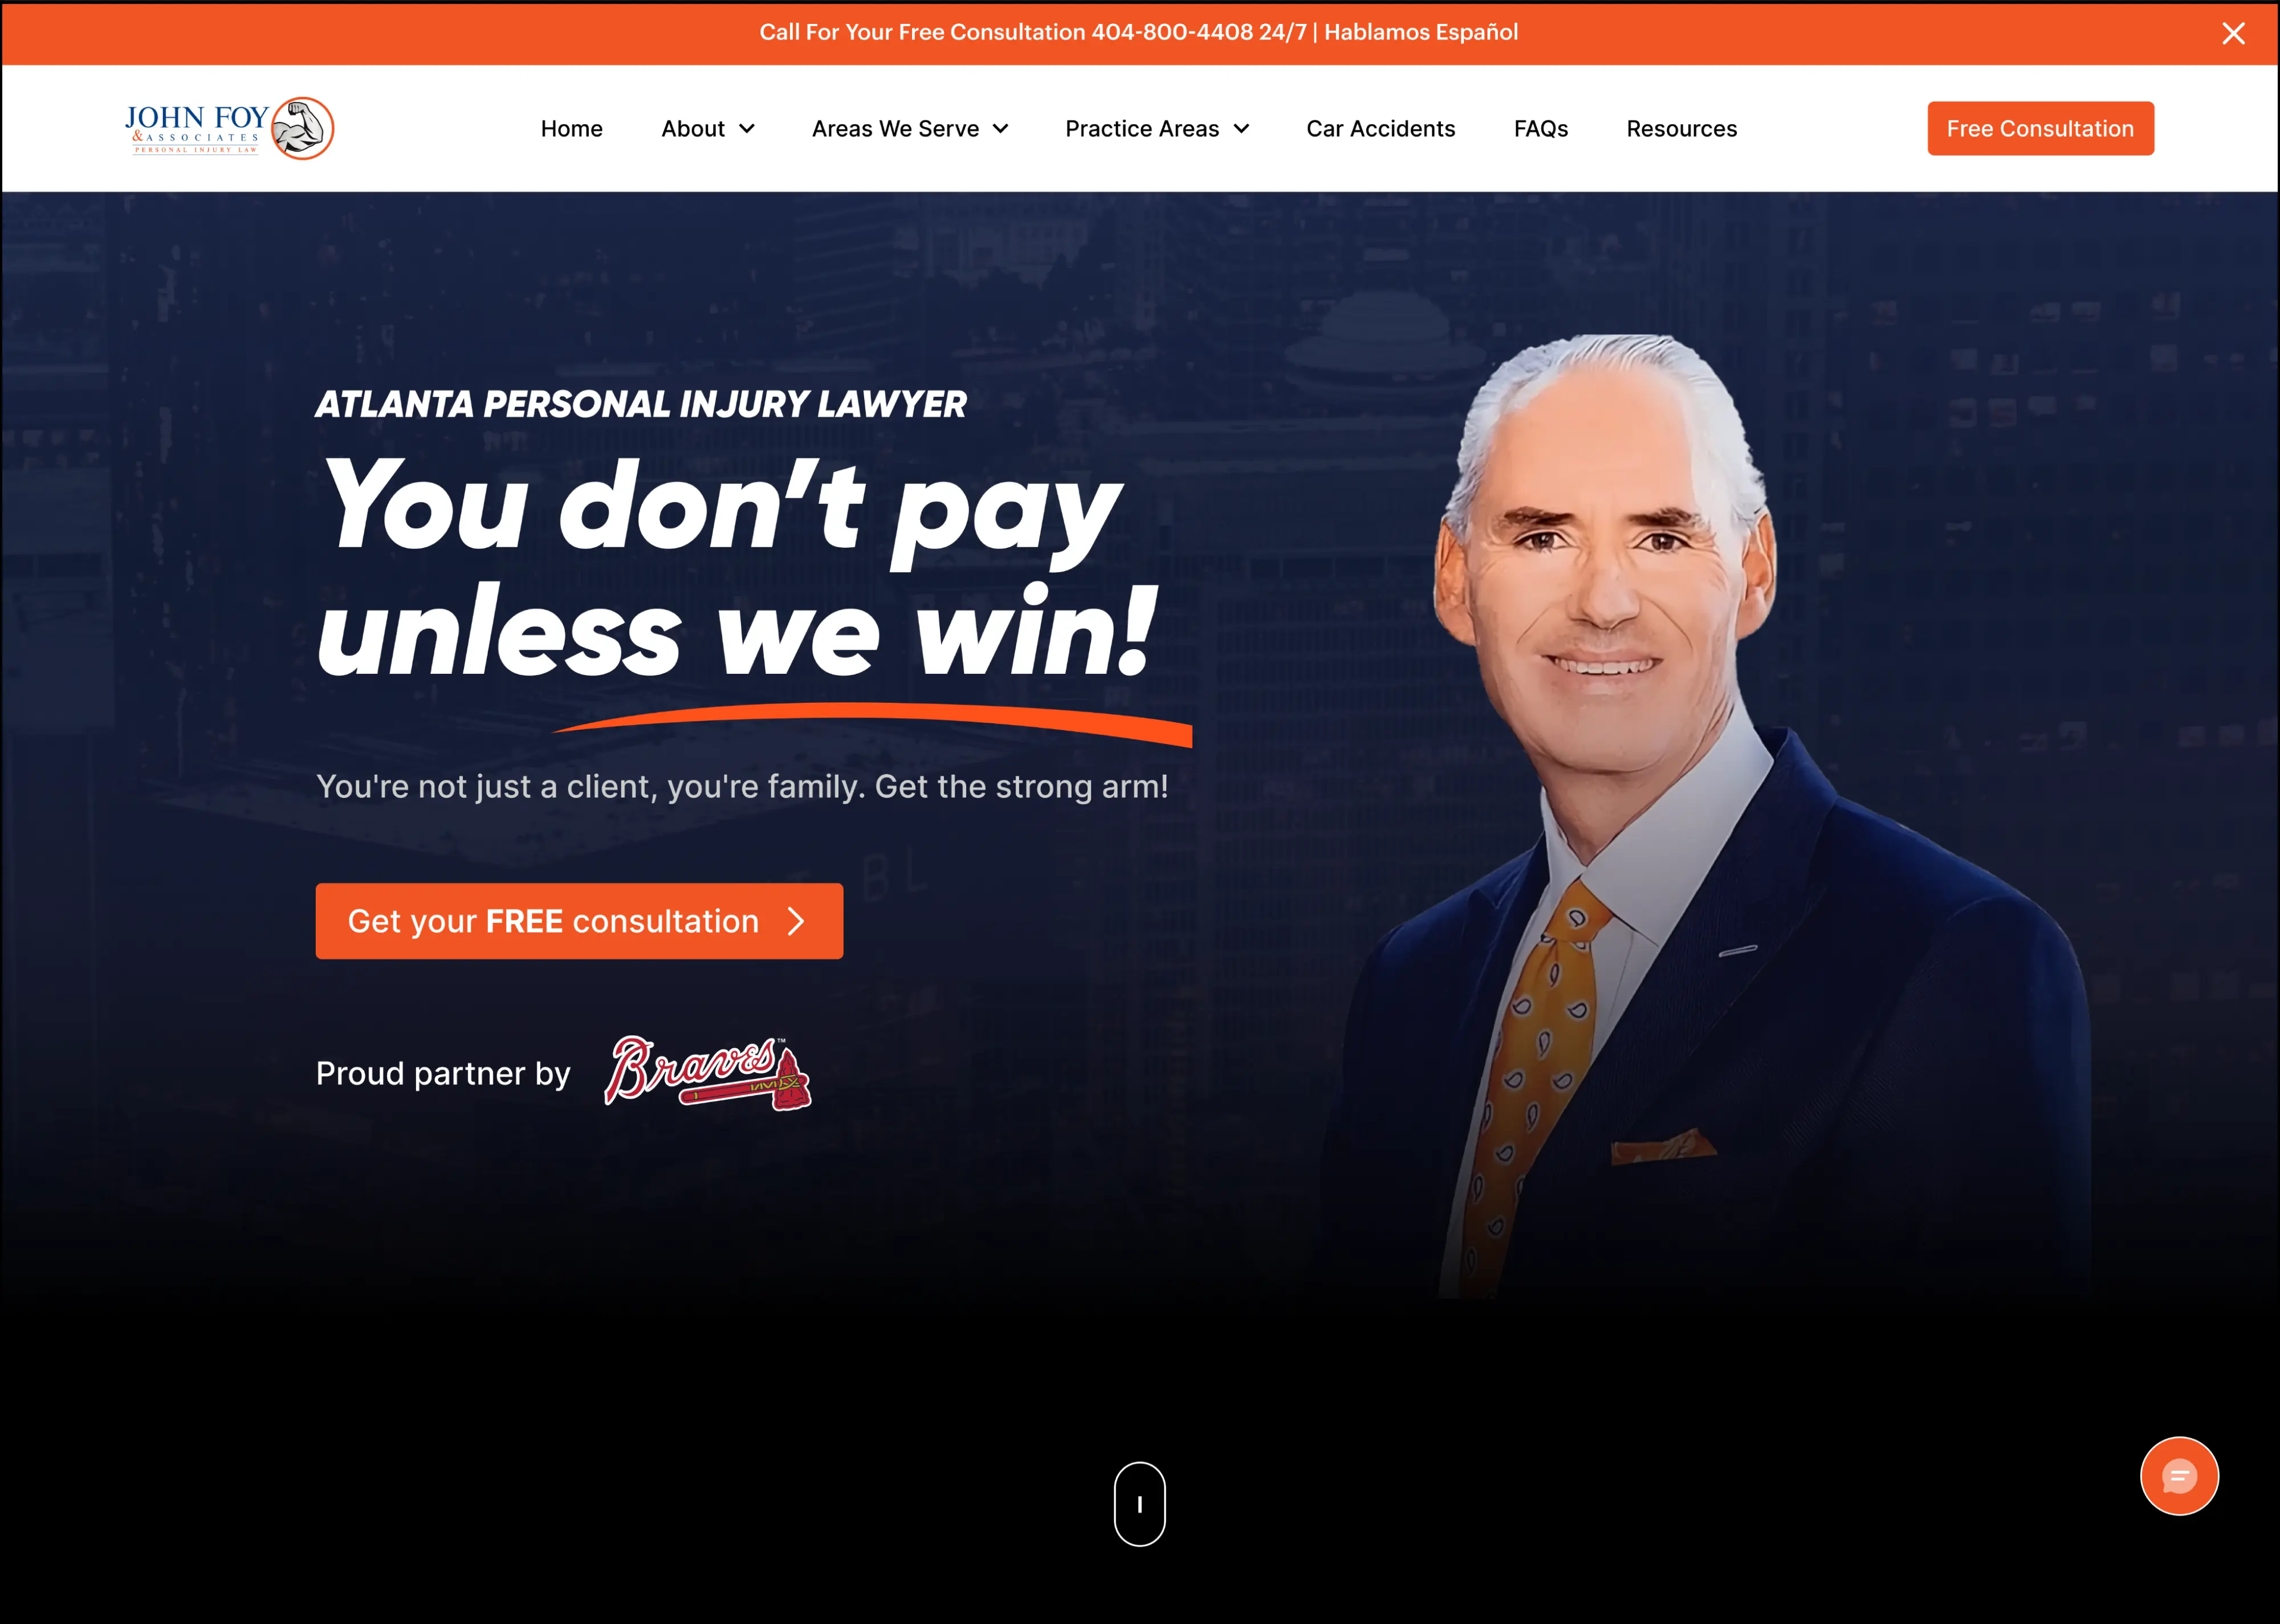 Call For Your Free Consultation 404-800-4408 24/7 | Hablamos Español
JOHN FOY
& ASSOCIATES
PERSONAL INJURY LAW
Home
About
Areas We Serve
Practice Areas
Car Accidents
FAQs
Resources
Free Consultation
ATLANTA PERSONAL INJURY LAWYER
You don't pay
unless we win!
You're not just a client, you're family. Get the strong arm!
BL
Get your FREE consultation
Proud partner by
Braves™